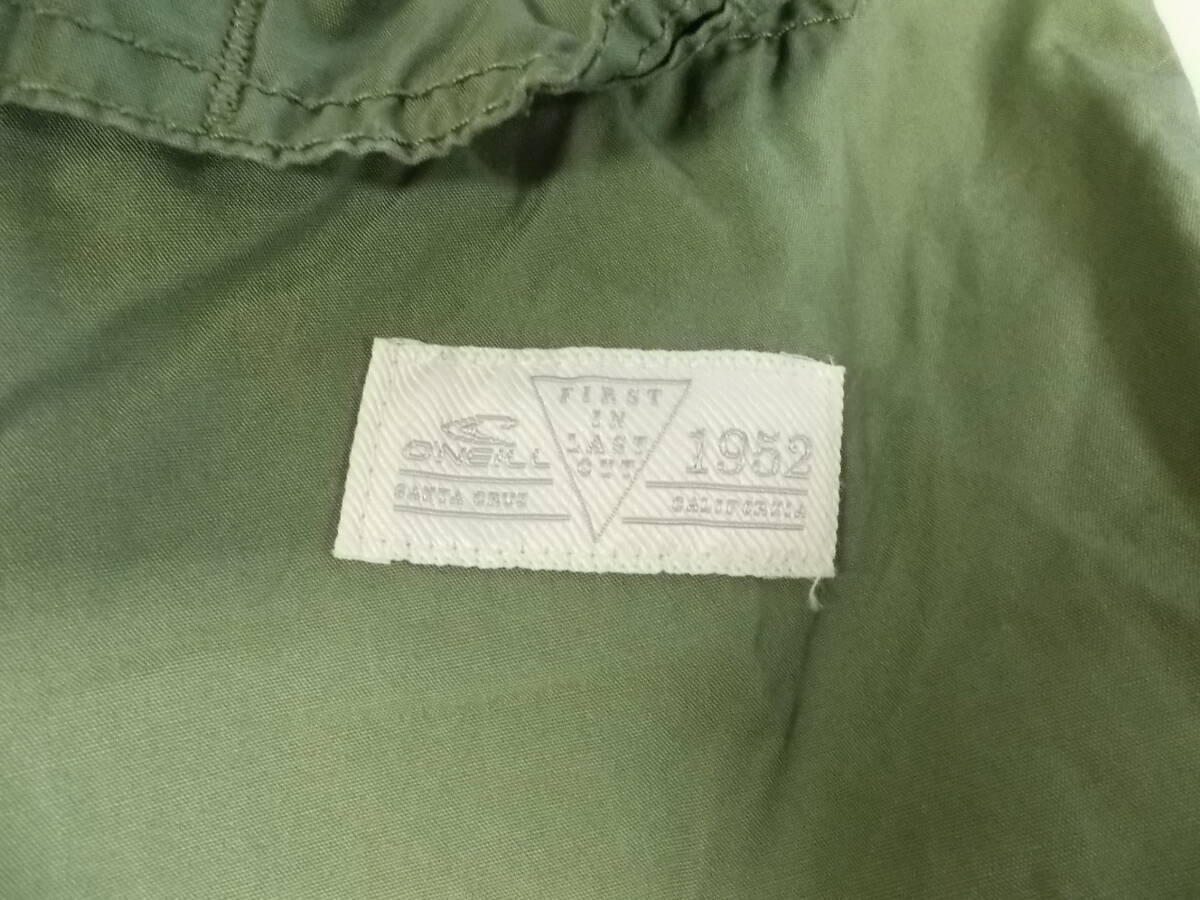 O'NEILL
SANTA CRUZ
FIRST
IN
LAST
OUT
1952
CALIFORNIA